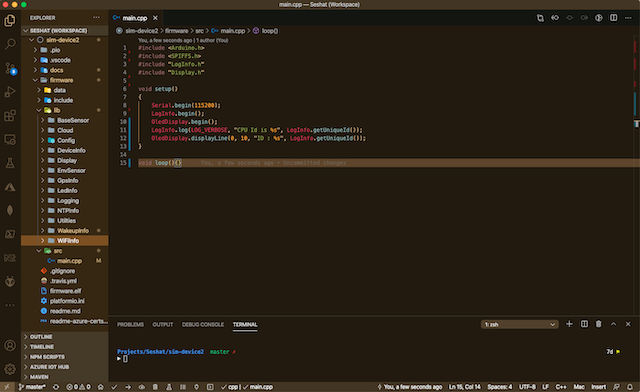 main.cpp — Seshat (Workspace)
EXPLORER
SESHAT (WORKSPACE)
sim-device2
.pio
.vscode
docs
firmware
data
include
lib
BaseSensor
Cloud
Config
DeviceInfo
Display
EnvSensor
GpsInfo
LedInfo
Logging
NTPInfo
Utilties
WakeupInfo
WiFiInfo
src
main.cpp M
.gitignore
.travis.yml
firmware.elf
platformio.ini
readme.md
readme-azure-certs...
OUTLINE
TIMELINE
NPM SCRIPTS
AZURE IOT HUB
MAVEN
main.cpp
sim-device2 > firmware > src > main.cpp > loop()
You, a few seconds ago | 1 author (You)
1 #include <Arduino.h>
2 #include <SPIFFS.h>
3 #include "LogInfo.h"
4 #include "Display.h"
5
6 void setup()
7 {
8 Serial.begin(115200);
9 LogInfo.begin();
10 OledDisplay.begin();
11 LogInfo.log(LOG_VERBOSE, "CPU Id is %s", LogInfo.getUniqueId());
12 OledDisplay.displayLine(0, 10, "ID : %s", LogInfo.getUniqueId());
13 }
14
15 void loop(){} You, a few seconds ago • Uncommitted changes
PROBLEMS OUTPUT DEBUG CONSOLE TERMINAL 1: zsh
Projects/Seshat/sim-device2 master ✗ 7d
master* 0 0 cpp | main.cpp You, a few seconds ago Ln 15, Col 14 Spaces: 4 UTF-8 LF C++ Mac Insert